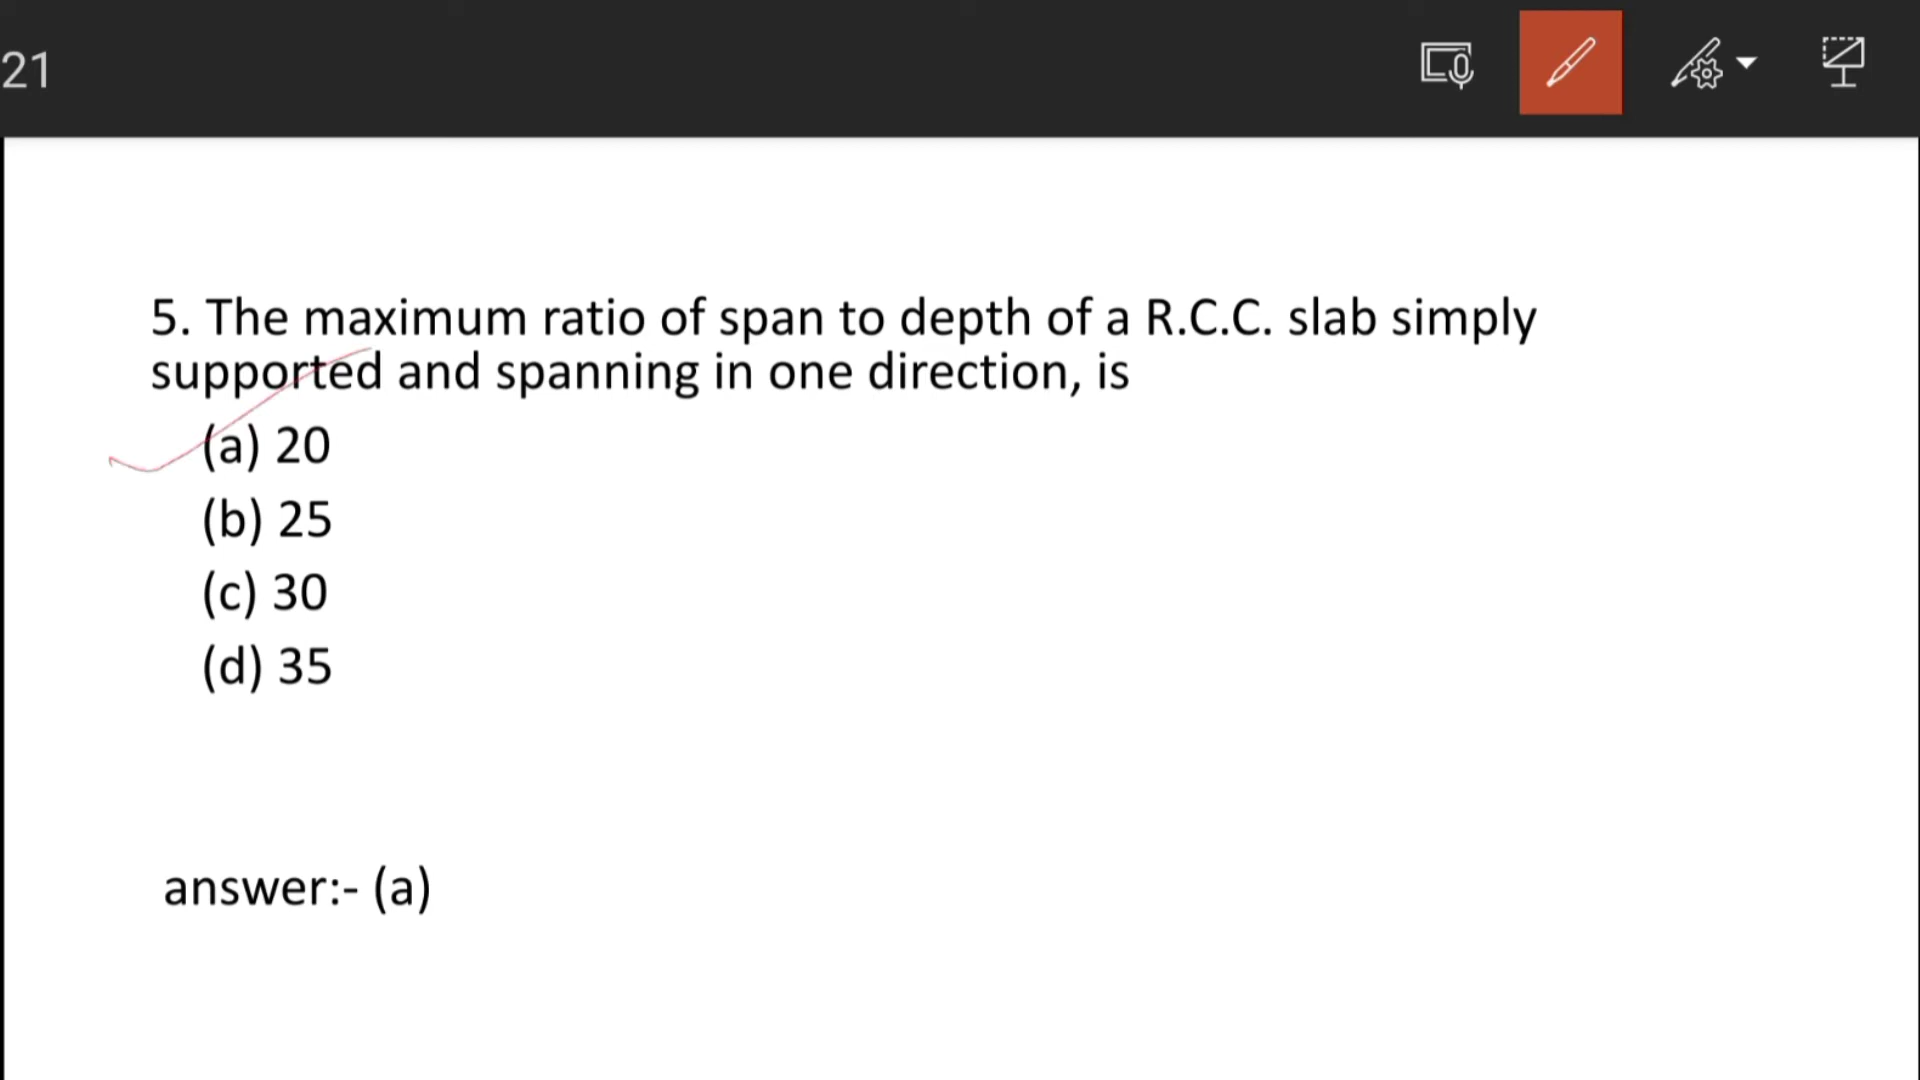 21
5. The maximum ratio of span to depth of a R.C.C. slab simply
supported and spanning in one direction, is
(a) 20
(b) 25
(c) 30
(d) 35
answer:- (a)